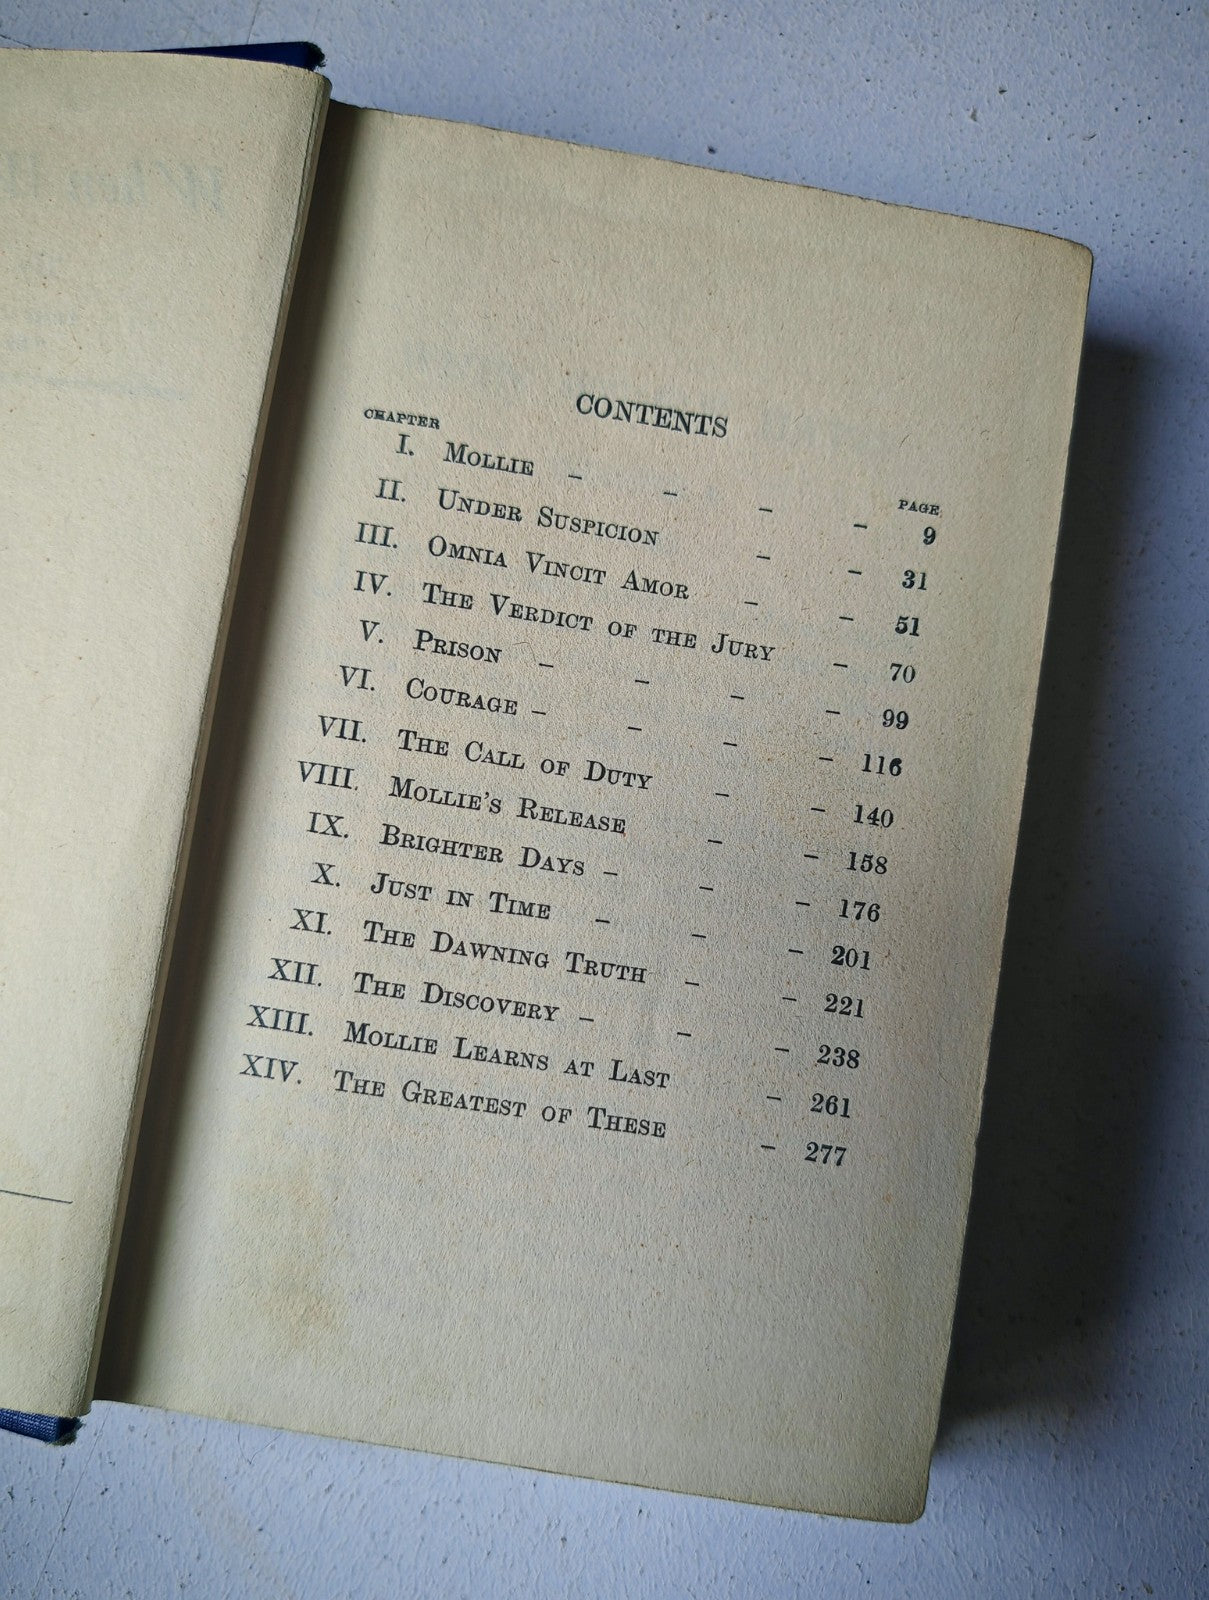 CONTENTS
CHAPTER
PAGE
I. MOLLIE – – – – 9
II. UNDER SUSPICION – – 31
III. OMNIA VINCIT AMOR – – 51
IV. THE VERDICT OF THE JURY – 70
V. PRISON – – – – 99
VI. COURAGE – – – – 116
VII. THE CALL OF DUTY – – 140
VIII. MOLLIE'S RELEASE – – 158
IX. BRIGHTER DAYS – – – 176
X. JUST IN TIME – – – 201
XI. THE DAWNING TRUTH – – 221
XII. THE DISCOVERY – – – 238
XIII. MOLLIE LEARNS AT LAST – 261
XIV. THE GREATEST OF THESE – 277